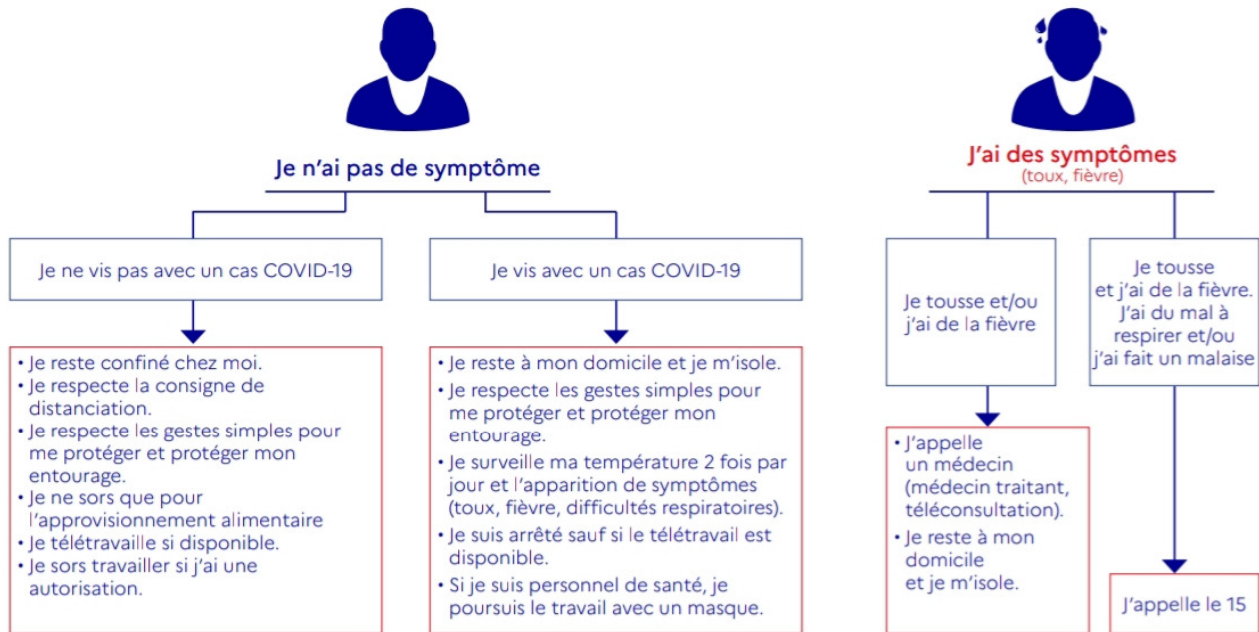 Je n'ai pas de symptôme
Je ne vis pas avec un cas COVID-19
• Je reste confiné chez moi.
• Je respecte la consigne de
distanciation.
• Je respecte les gestes simples pour
me protéger et protéger mon
entourage.
• Je ne sors que pour
l'approvisionnement alimentaire
• Je télétravaille si disponible.
• Je sors travailler si j'ai une
autorisation.
Je vis avec un cas COVID-19
• Je reste à mon domicile et je m'isole.
• Je respecte les gestes simples pour
me protéger et protéger mon
entourage.
• Je surveille ma température 2 fois par
jour et l'apparition de symptômes
(toux, fièvre, difficultés respiratoires).
• Je suis arrêté sauf si le télétravail est
disponible.
• Si je suis personnel de santé, je
poursuis le travail avec un masque.
J'ai des symptômes
(toux, fièvre)
Je tousse et/ou
j'ai de la fièvre
• J'appelle
un médecin
(médecin traitant,
téléconsultation).
• Je reste à mon
domicile
et je m'isole.
Je tousse
et j'ai de la fièvre.
J'ai du mal à
respirer et/ou
j'ai fait un malaise
J'appelle le 15